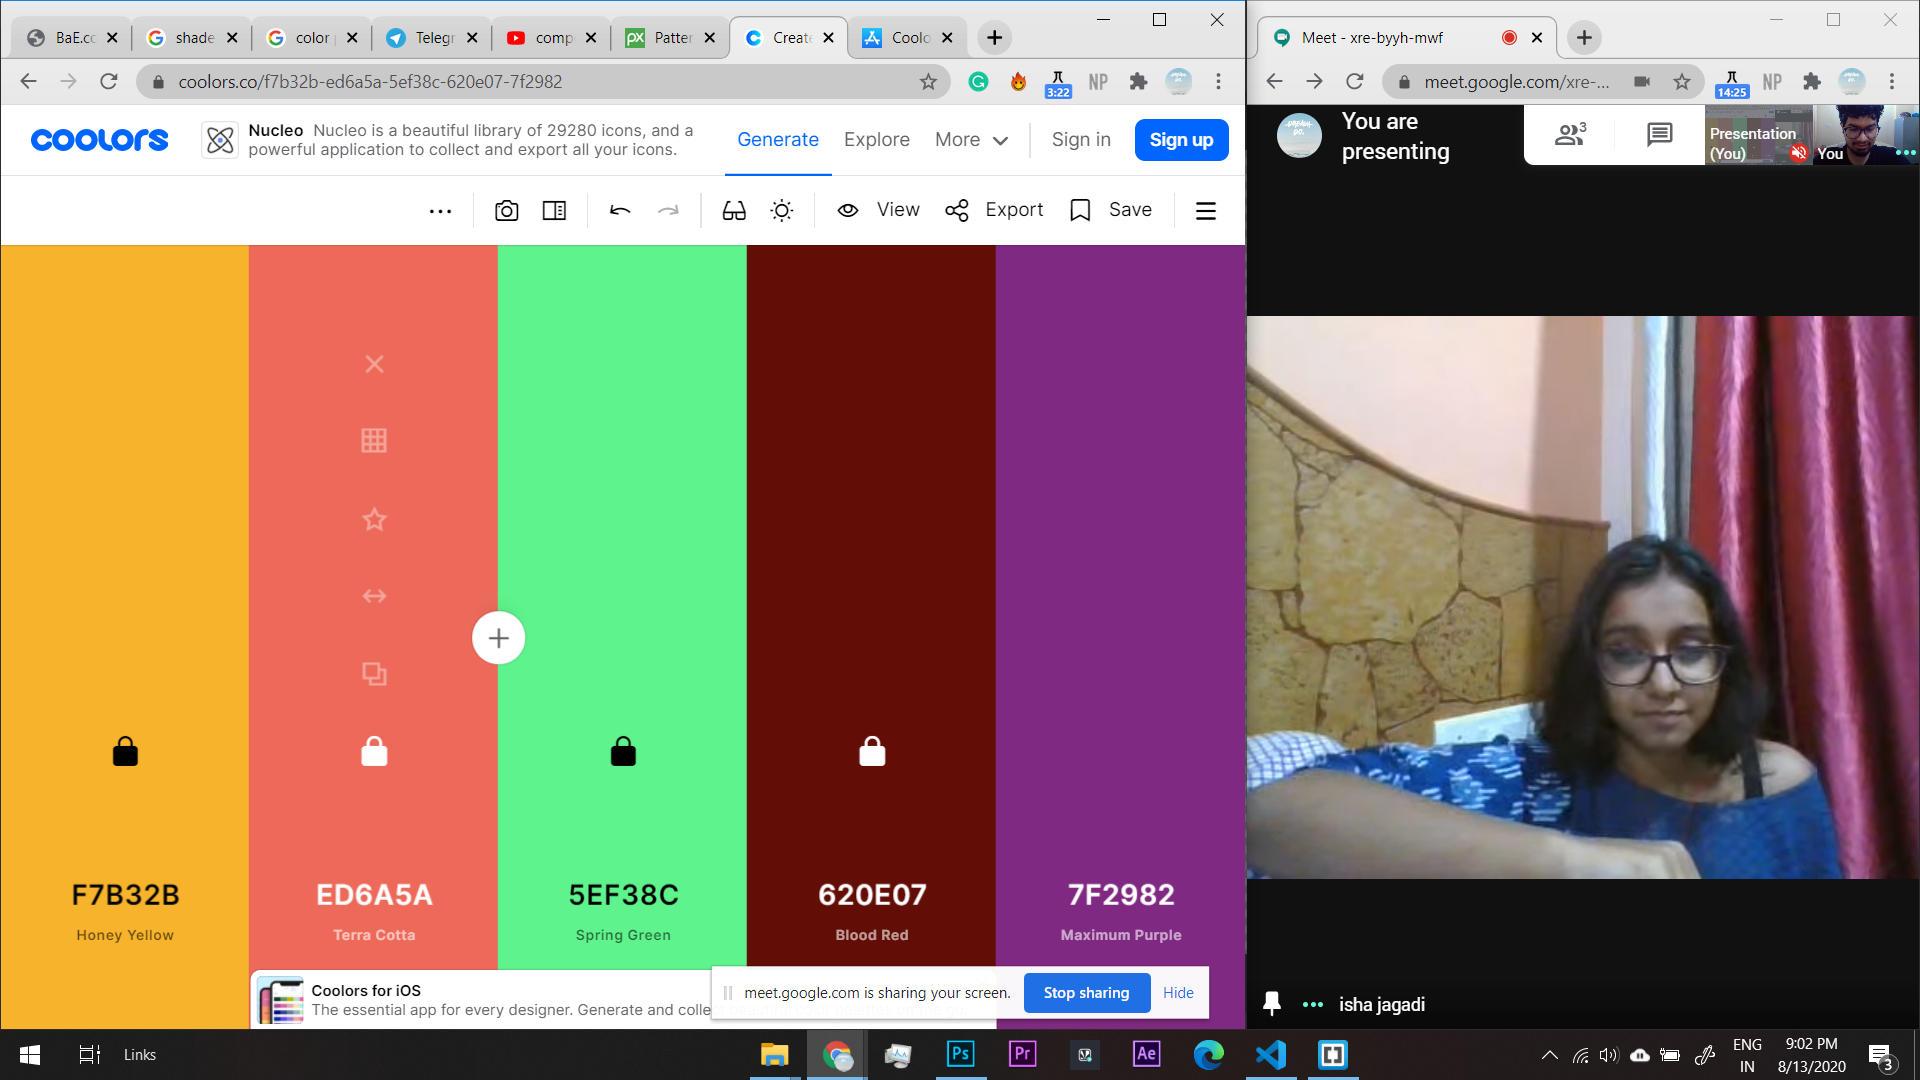 BaE.cc
shade
color
Telegr
comp
Patter
Create
Coolo
coolors.co/f7b32b-ed6a5a-5ef38c-620e07-7f2982
3:22
NP
coolors
Nucleo Nucleo is a beautiful library of 29280 icons, and a
powerful application to collect and export all your icons.
Generate
Explore
More
Sign in
Sign up
View
Export
Save
F7B32B
Honey Yellow
ED6A5A
Terra Cotta
5EF38C
Spring Green
620E07
Blood Red
7F2982
Maximum Purple
Coolors for iOS
The essential app for every designer. Generate and colle
meet.google.com is sharing your screen.
Stop sharing
Hide
Meet - xre-byyh-mwf
meet.google.com/xre-...
14:25
NP
You are
presenting
3
Presentation
(You)
You
isha jagadi
Links
Ps
Pr
Ae
ENG
IN
9:02 PM
8/13/2020
3